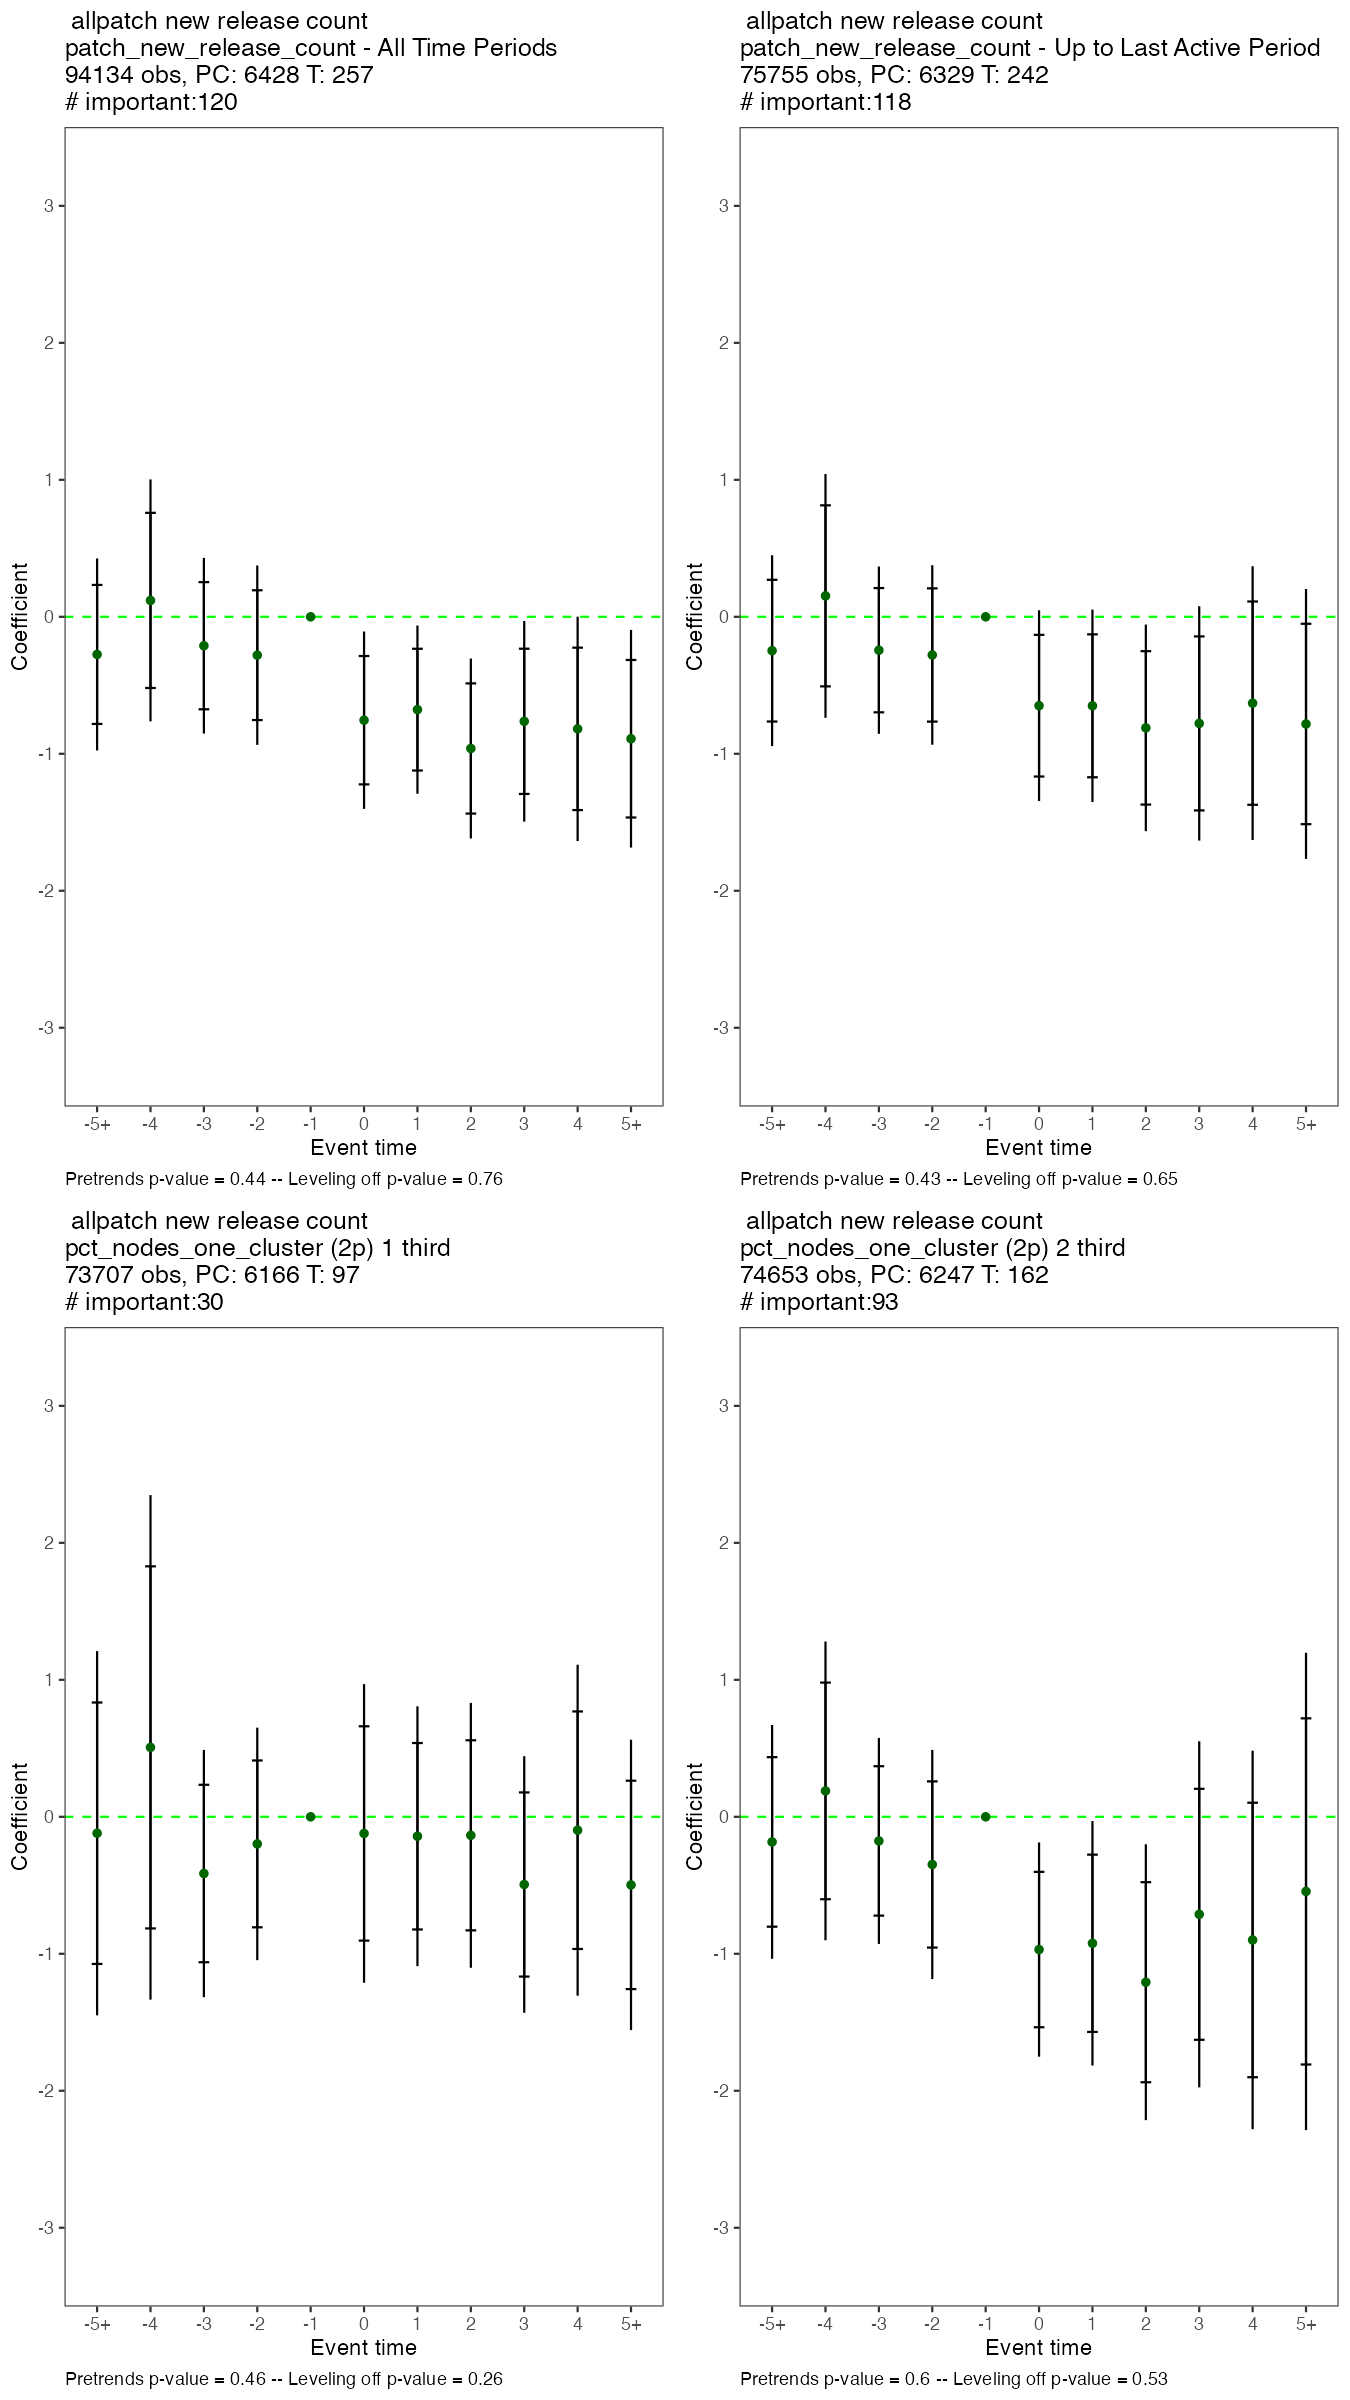 allpatch new release count
patch_new_release_count - All Time Periods
94134 obs, PC: 6428 T: 257
# important:120
3
2
1
0
-1
-2
-3
Coefficient
-5+ -4 -3 -2 -1 0 1 2 3 4 5+
Event time
Pretrends p-value = 0.44 -- Leveling off p-value = 0.76
allpatch new release count
patch_new_release_count - Up to Last Active Period
75755 obs, PC: 6329 T: 242
# important:118
3
2
1
0
-1
-2
-3
Coefficient
-5+ -4 -3 -2 -1 0 1 2 3 4 5+
Event time
Pretrends p-value = 0.43 -- Leveling off p-value = 0.65
allpatch new release count
pct_nodes_one_cluster (2p) 1 third
73707 obs, PC: 6166 T: 97
# important:30
3
2
1
0
-1
-2
-3
Coefficient
-5+ -4 -3 -2 -1 0 1 2 3 4 5+
Event time
Pretrends p-value = 0.46 -- Leveling off p-value = 0.26
allpatch new release count
pct_nodes_one_cluster (2p) 2 third
74653 obs, PC: 6247 T: 162
# important:93
3
2
1
0
-1
-2
-3
Coefficient
-5+ -4 -3 -2 -1 0 1 2 3 4 5+
Event time
Pretrends p-value = 0.6 -- Leveling off p-value = 0.53